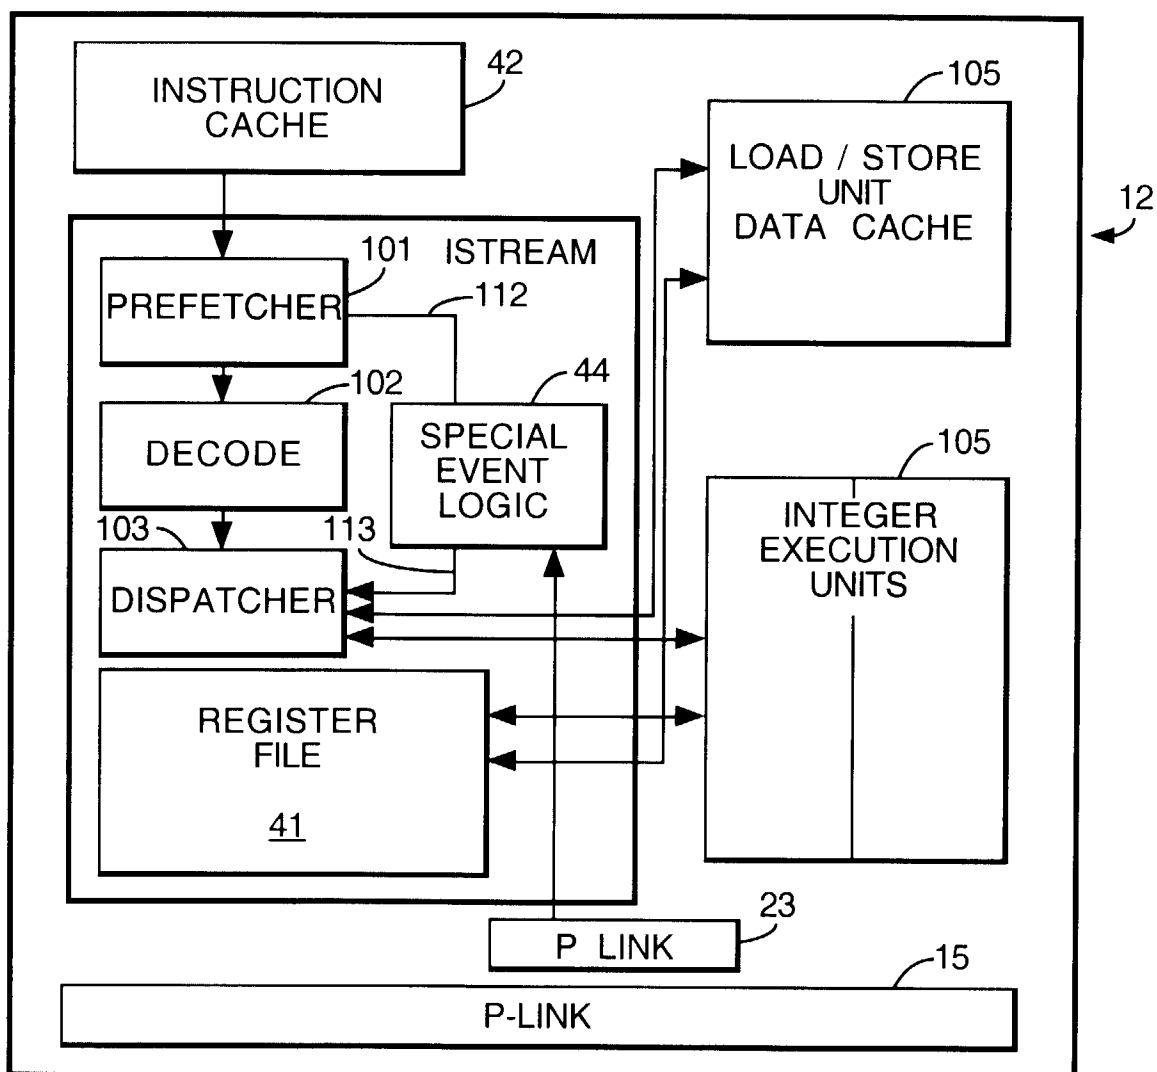 INSTRUCTION
CACHE
42
105
LOAD / STORE
UNIT
DATA CACHE
12
ISTREAM
101
PREFETCHER
112
102
DECODE
44
SPECIAL
EVENT
LOGIC
103
113
DISPATCHER
105
INTEGER
EXECUTION
UNITS
REGISTER
FILE
41
23
P LINK
15
P-LINK